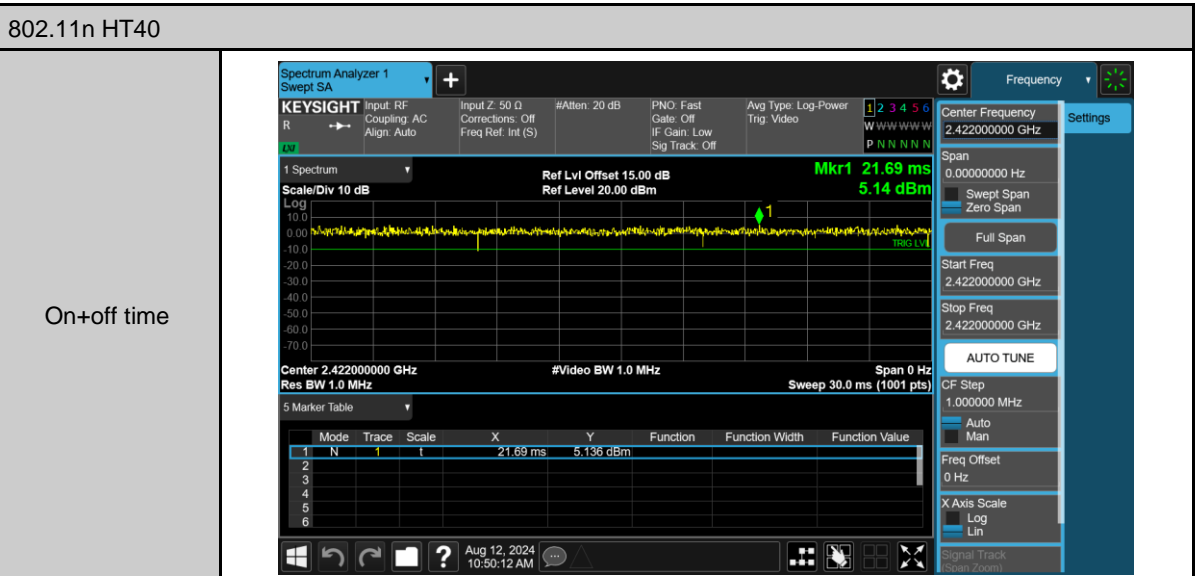 802.11n HT40
On+off time
Spectrum Analyzer 1
Swept SA
Frequency
KEYSIGHT
R
LXI
Input: RF
Coupling: AC
Align: Auto
Input Z: 50 Ω
Corrections: Off
Freq Ref: Int (S)
#Atten: 20 dB
PNO: Fast
Gate: Off
IF Gain: Low
Sig Track: Off
Avg Type: Log-Power
Trig: Video
1 2 3 4 5 6
W W W W W W
P N N N N N
1 Spectrum
Scale/Div 10 dB
Ref Lvl Offset 15.00 dB
Ref Level 20.00 dBm
Mkr1 21.69 ms
5.14 dBm
Log
10.0
0.00
-10.0
-20.0
-30.0
-40.0
-50.0
-60.0
-70.0
1
TRIG LVL
Center 2.422000000 GHz
#Video BW 1.0 MHz
Span 0 Hz
Res BW 1.0 MHz
Sweep 30.0 ms (1001 pts)
5 Marker Table
Mode Trace Scale X Y Function Function Width Function Value
1 N 1 t 21.69 ms 5.136 dBm
2
3
4
5
6
Aug 12, 2024
10:50:12 AM
Center Frequency
2.422000000 GHz
Span
0.00000000 Hz
Swept Span
Zero Span
Full Span
Start Freq
2.422000000 GHz
Stop Freq
2.422000000 GHz
AUTO TUNE
CF Step
1.000000 MHz
Auto
Man
Freq Offset
0 Hz
X Axis Scale
Log
Lin
Signal Track
(Span Zoom)
Settings